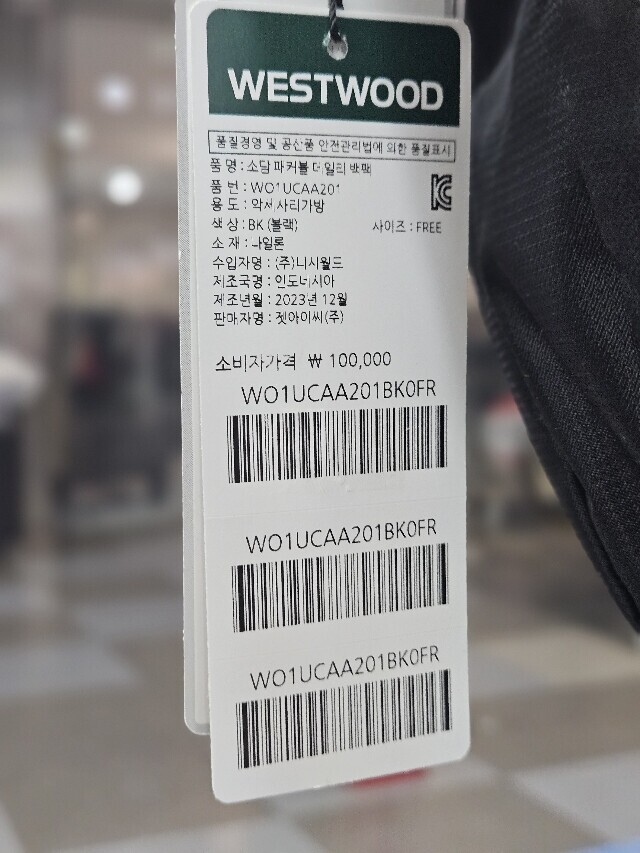 WESTWOOD
품질경영 및 공산품 안전관리법에 의한 품질표시
품 명 : 소담 파커블 데일리 백팩
품 번 : WO1UCAA201
용 도 : 악세사리가방
색 상 : BK (블랙) 사이즈 : FREE
소 재 : 나일론
수입자명 : (주)니시월드
제조국명 : 인도네시아
제조년월 : 2023년 12월
판매자명 : 젯아이씨(주)
소비자가격 ₩ 100,000
WO1UCAA201BK0FR
WO1UCAA201BK0FR
WO1UCAA201BK0FR